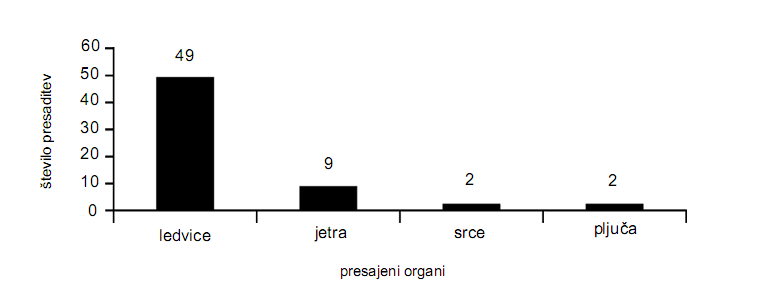 60
50
40
30
20
10
0
število presaditev
49
9
2
2
ledvice
jetra
srce
pljuča
presajeni organi